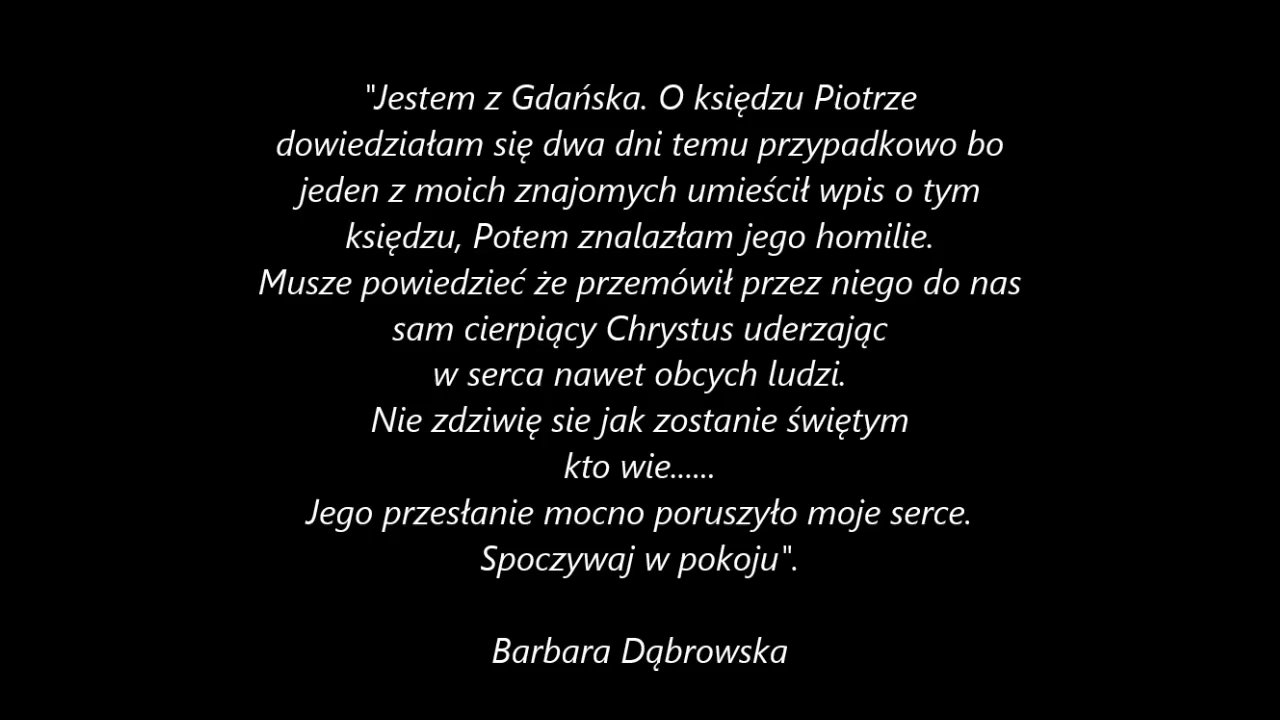 "Jestem z Gdańska. O księdzu Piotrze
dowiedziałam się dwa dni temu przypadkowo bo
jeden z moich znajomych umieścił wpis o tym
księdzu, Potem znalazłam jego homilie.
Musze powiedzieć że przemówił przez niego do nas
sam cierpiący Chrystus uderzając
w serca nawet obcych ludzi.
Nie zdziwię sie jak zostanie świętym
kto wie......
Jego przesłanie mocno poruszyło moje serce.
Spoczywaj w pokoju".
Barbara Dąbrowska